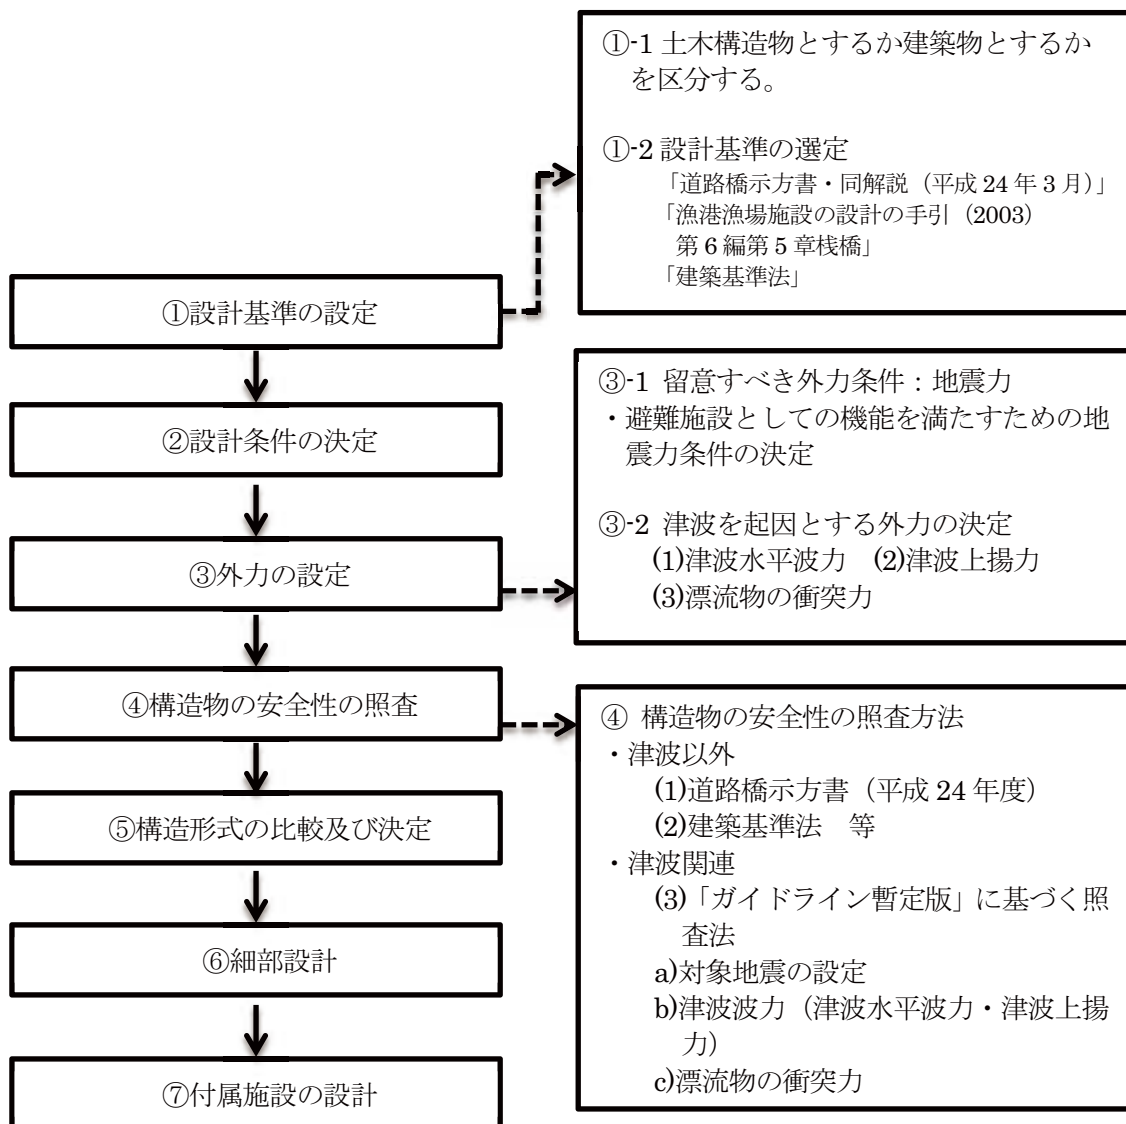 ①-1 土木構造物とするか建築物とするか
を区分する。
①-2 設計基準の選定
「道路橋示方書・同解説（平成 24 年 3 月）」
「漁港漁場施設の設計の手引（2003）
第 6 編第 5 章桟橋」
「建築基準法」
①設計基準の設定
②設計条件の決定
③-1 留意すべき外力条件：地震力
・避難施設としての機能を満たすための地
震力条件の決定
③-2 津波を起因とする外力の決定
(1)津波水平波力　(2)津波上揚力
(3)漂流物の衝突力
③外力の設定
④構造物の安全性の照査
④ 構造物の安全性の照査方法
・津波以外
(1)道路橋示方書（平成 24 年度）
(2)建築基準法　等
・津波関連
(3)「ガイドライン暫定版」に基づく照
査法
a)対象地震の設定
b)津波波力（津波水平波力・津波上揚
力）
c)漂流物の衝突力
⑤構造形式の比較及び決定
⑥細部設計
⑦付属施設の設計